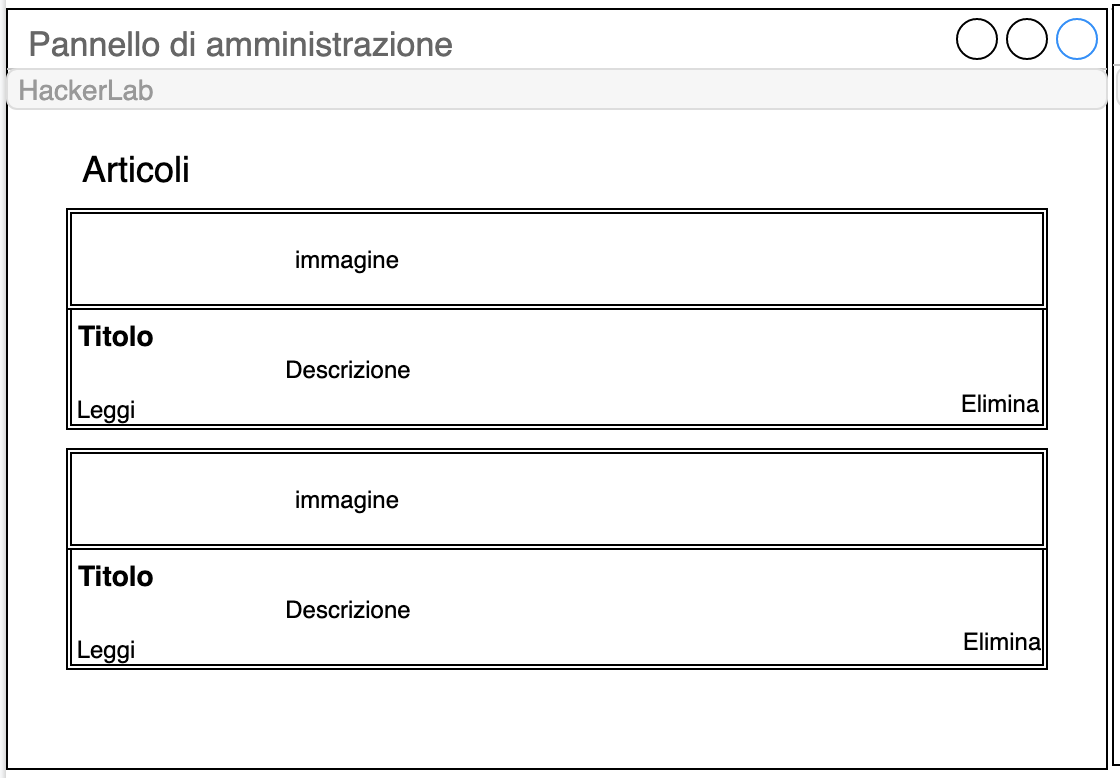 Pannello di amministrazione
HackerLab
Articoli
immagine
Titolo
Descrizione
Leggi
Elimina
immagine
Titolo
Descrizione
Leggi
Elimina